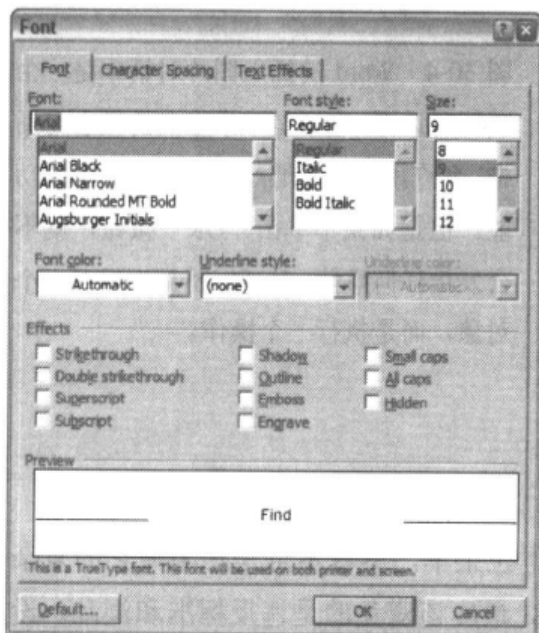 Font
Font Character Spacing Text Effects
Font: Font style: Size:
Arial Regular 9
Arial Regular 8
Arial Black Italic 9
Arial Narrow Bold 10
Arial Rounded MT Bold Bold Italic 11
Augsburger Initials 12
Font color: Underline style: Underline color:
Automatic (none) Automatic
Effects
Strikethrough Shadow Small caps
Double strikethrough Outline All caps
Superscript Emboss Hidden
Subscript Engrave
Preview
Find
This is a TrueType font. This font will be used on both printer and screen.
Default... OK Cancel